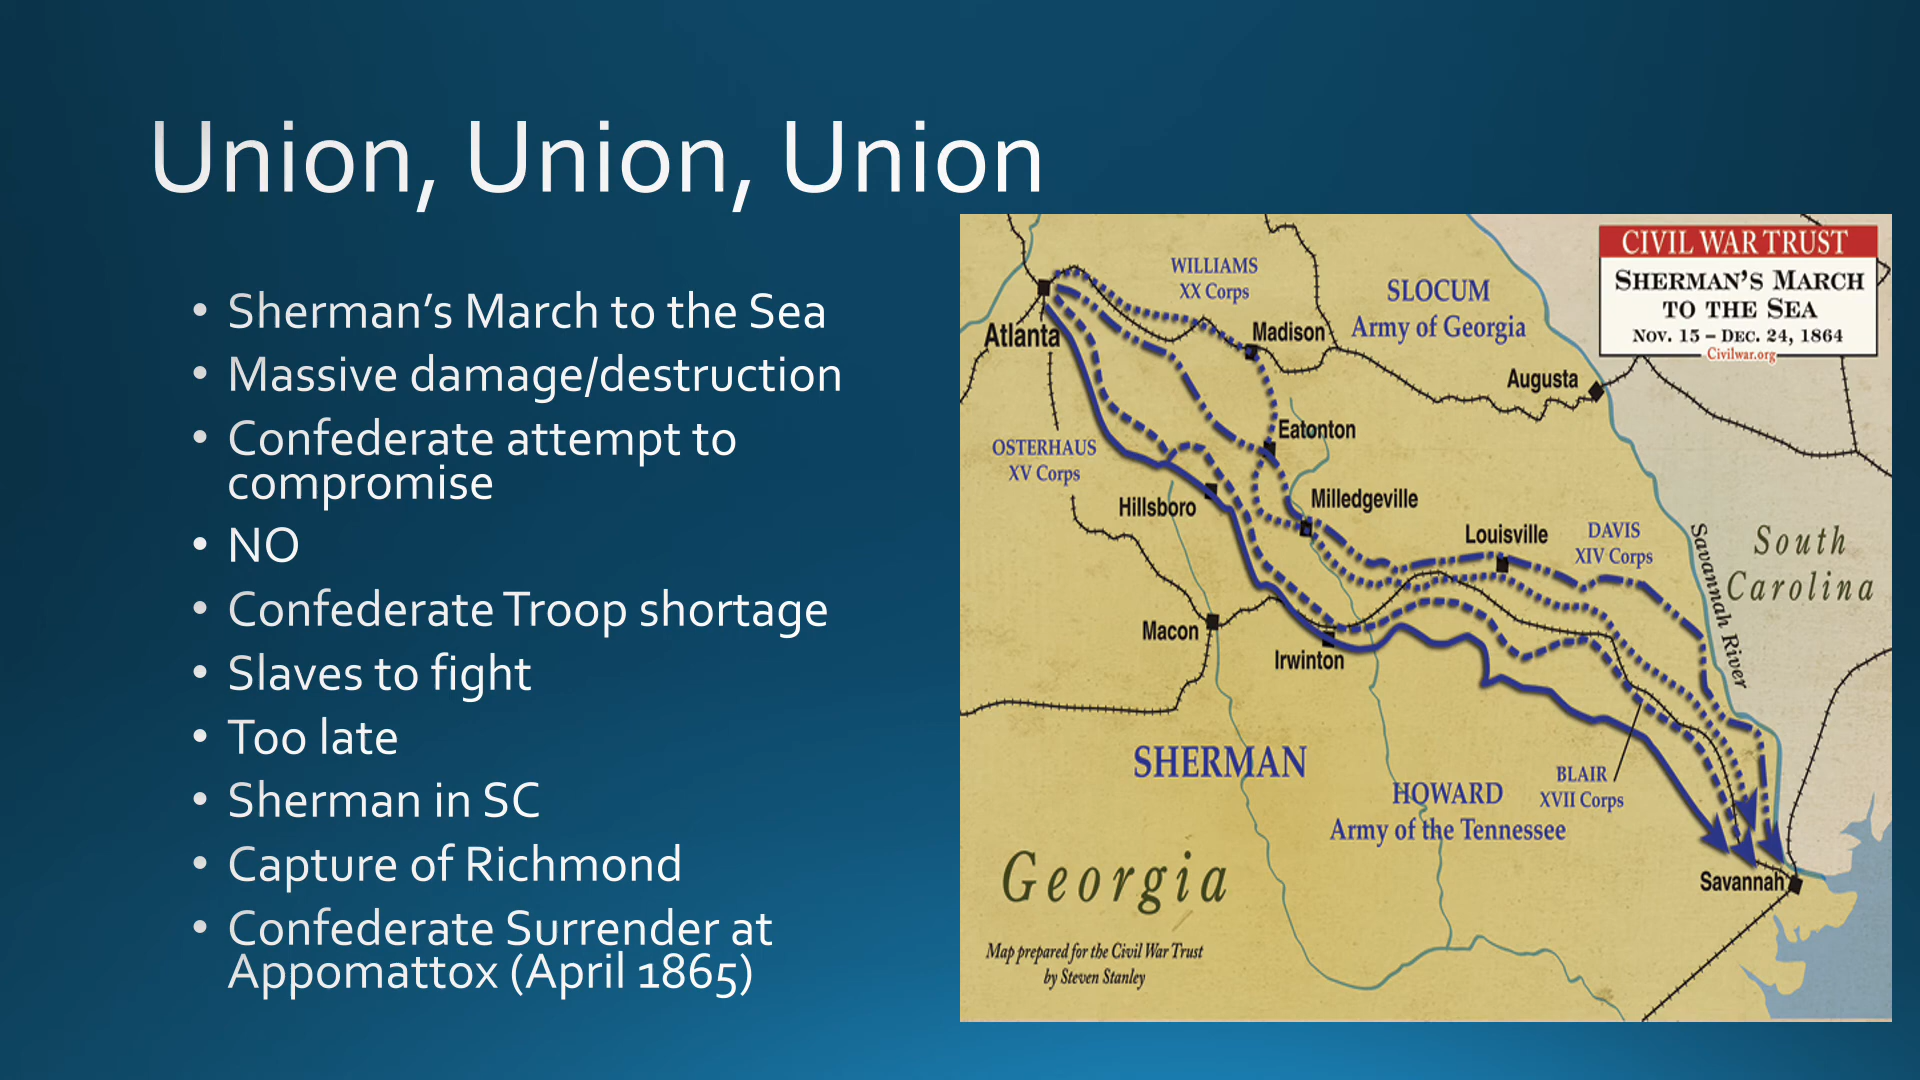 Union, Union, Union
• Sherman’s March to the Sea
• Massive damage/destruction
• Confederate attempt to
compromise
• NO
• Confederate Troop shortage
• Slaves to fight
• Too late
• Sherman in SC
• Capture of Richmond
• Confederate Surrender at
Appomattox (April 1865)
CIVIL WAR TRUST
SHERMAN’S MARCH
TO THE SEA
NOV. 15 – DEC. 24, 1864
Civilwar.org
WILLIAMS
XX Corps
SLOCUM
Army of Georgia
Atlanta
Madison
Augusta
Eatonton
OSTERHAUS
XV Corps
Hillsboro
Milledgeville
Louisville
DAVIS
XIV Corps
Savannah River
South
Carolina
Macon
Irwinton
SHERMAN
HOWARD
Army of the Tennessee
BLAIR
XVII Corps
Georgia
Savannah
Map prepared for the Civil War Trust
by Steven Stanley